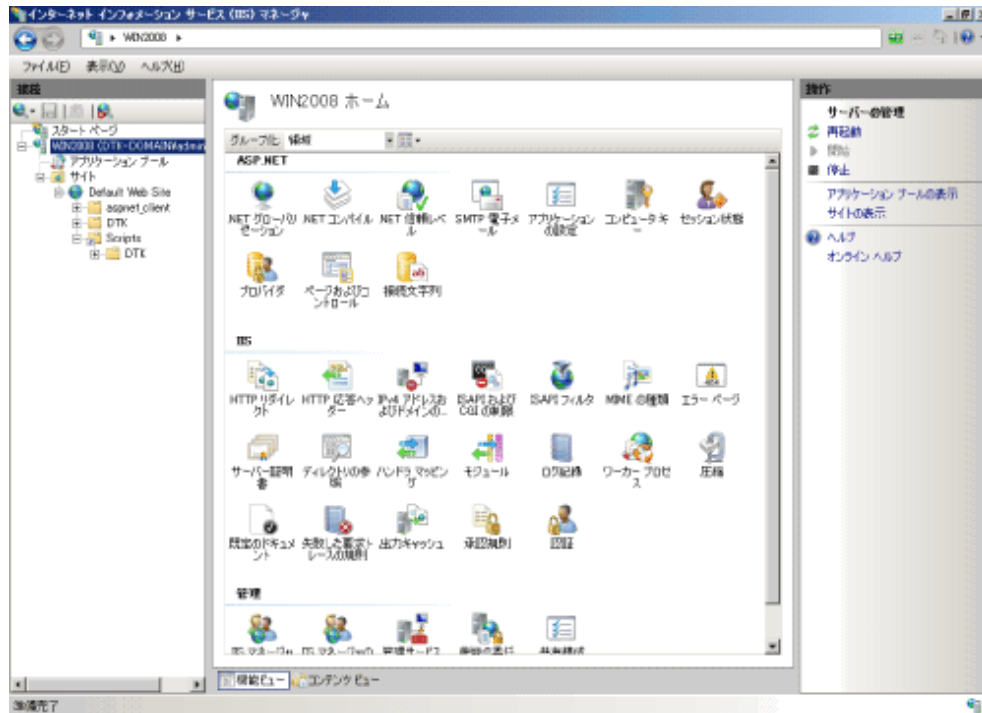 インターネット インフォメーション サービス (IIS) マネージャ
WIN2008
ファイル(F) 表示(V) ヘルプ(H)
接続
スタート ページ
WIN2008 (DTK-DOMAIN¥admin
アプリケーション プール
サイト
Default Web Site
aspnet_client
DTK
Scripts
DTK
WIN2008 ホーム
グループ化: 領域
ASP.NET
.NET グローバリゼーション
.NET コンパイル
.NET 信頼レベル
SMTP 電子メール
アプリケーションの設定
コンピュータ キー
セッション状態
プロバイダ
ページおよびコントロール
接続文字列
IIS
HTTP リダイレクト
HTTP 応答ヘッダー
IPv4 アドレスおよびドメインの...
ISAPI および CGI の制限
ISAPI フィルタ
MIME の種類
エラー ページ
サーバー証明書
ディレクトリの参照
ハンドラ マッピング
モジュール
ログ記録
ワーカー プロセス
圧縮
既定のドキュメント
失敗した要求トレースの規則
出力キャッシュ
承認規則
認証
管理
機能ビュー
コンテンツ ビュー
操作
サーバーの管理
再起動
開始
停止
アプリケーション プールの表示
サイトの表示
ヘルプ
オンライン ヘルプ
準備完了